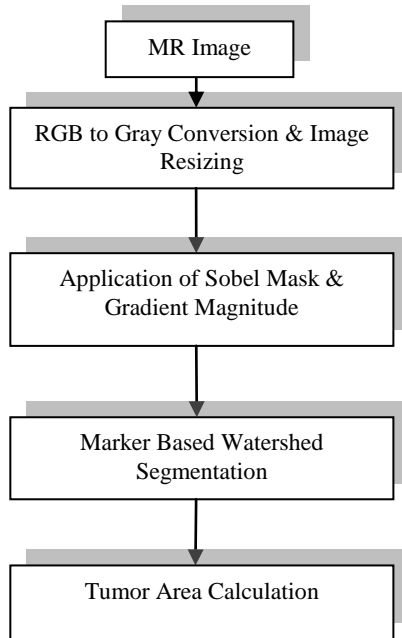 MR Image
RGB to Gray Conversion & Image
Resizing
Application of Sobel Mask &
Gradient Magnitude
Marker Based Watershed
Segmentation
Tumor Area Calculation